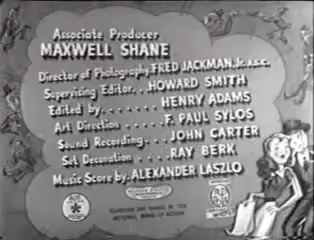 Associate Producer
MAXWELL SHANE
Director of Photography. FRED JACKMAN, Jr. A.S.C.
Supervising Editor. . . HOWARD SMITH
Edited by. . . . . . . HENRY ADAMS
Art Direction . . . . . F. PAUL SYLOS
Sound Recording. . . JOHN CARTER
Set Decoration . . . . RAY BERK
Music Score by. ALEXANDER LASZLO